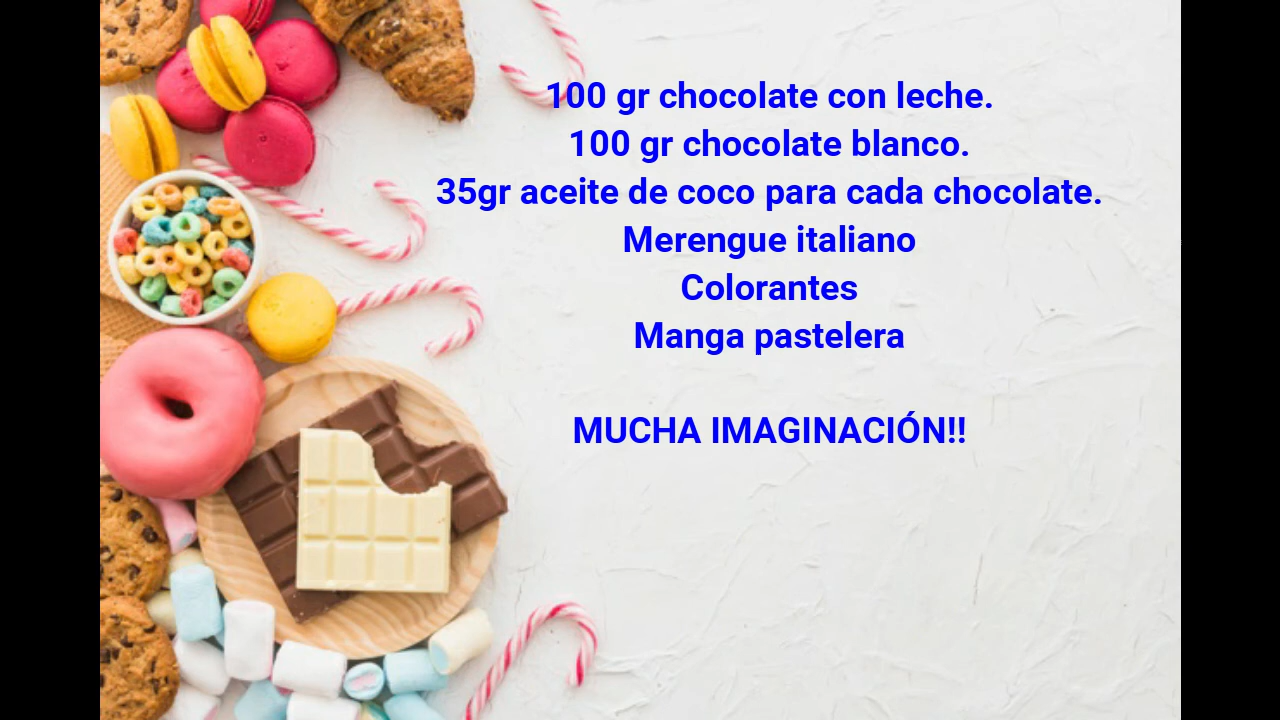 100 gr chocolate con leche.
100 gr chocolate blanco.
35gr aceite de coco para cada chocolate.
Merengue italiano
Colorantes
Manga pastelera
MUCHA IMAGINACIÓN!!